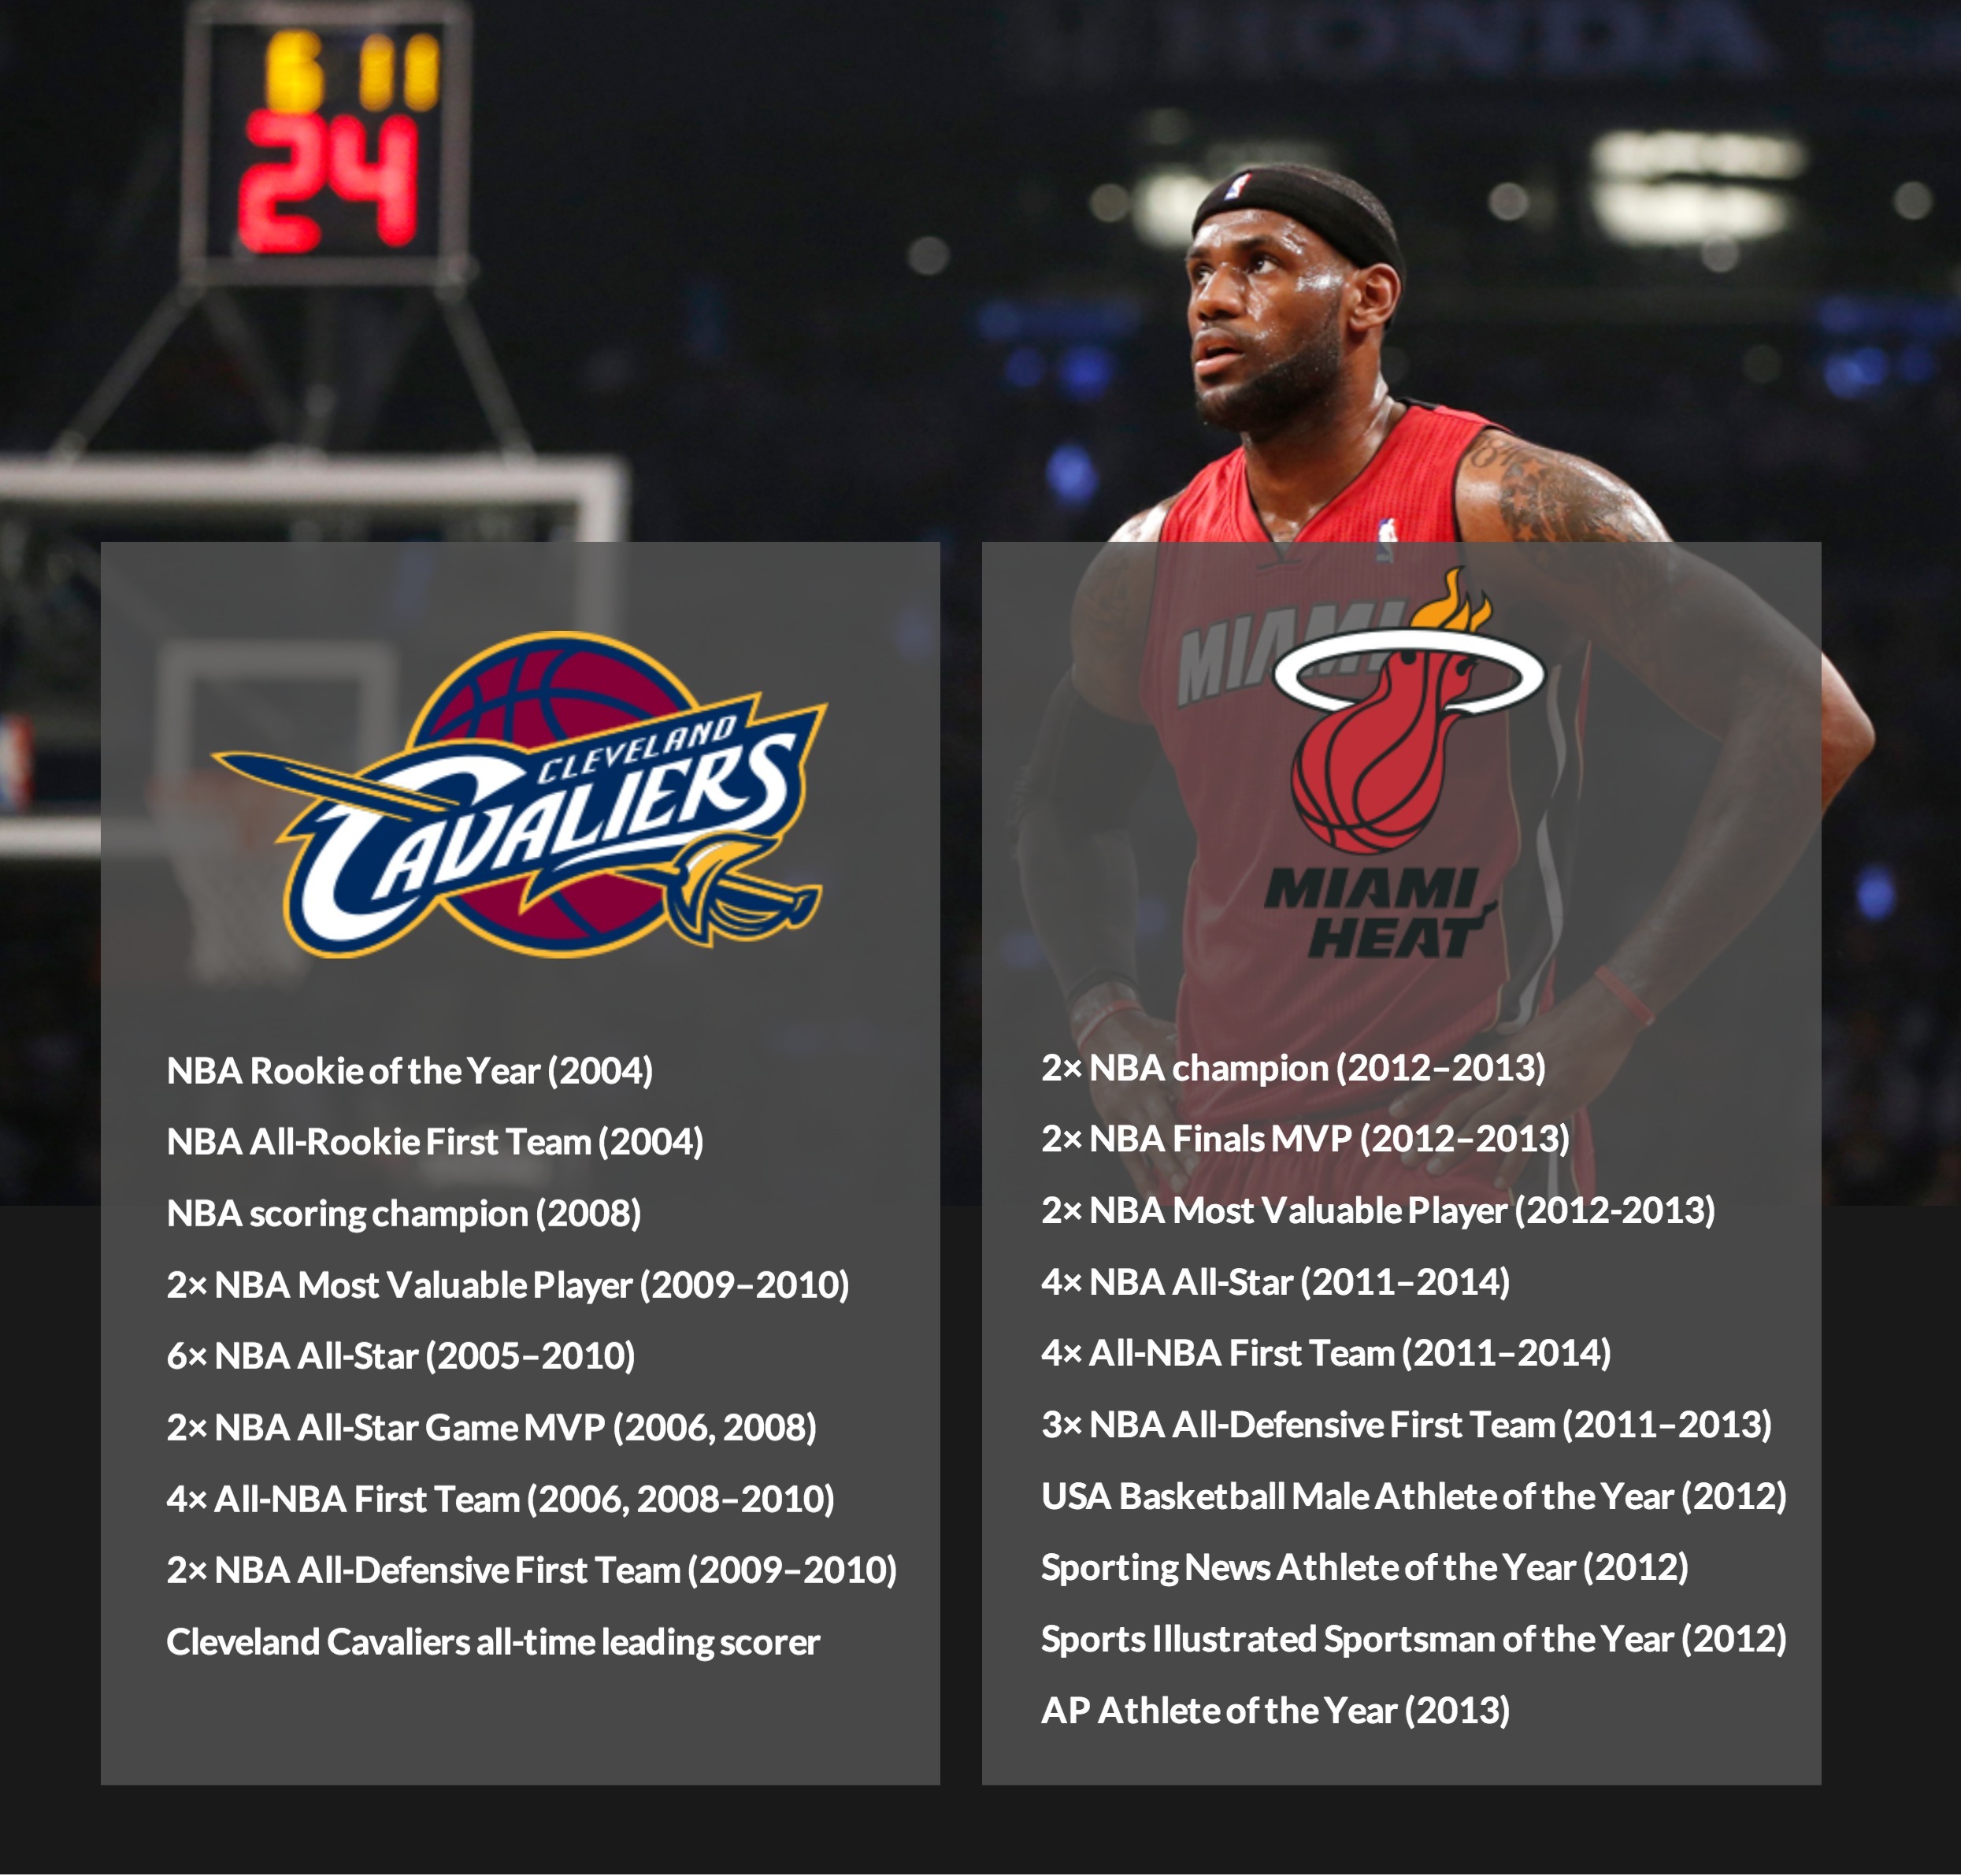 HONDA
6 11
24
MIAMI
CLEVELAND
CAVALIERS
MIAMI
HEAT
NBA Rookie of the Year (2004)
NBA All-Rookie First Team (2004)
NBA scoring champion (2008)
2× NBA Most Valuable Player (2009–2010)
6× NBA All-Star (2005–2010)
2× NBA All-Star Game MVP (2006, 2008)
4× All-NBA First Team (2006, 2008–2010)
2× NBA All-Defensive First Team (2009–2010)
Cleveland Cavaliers all-time leading scorer
2× NBA champion (2012–2013)
2× NBA Finals MVP (2012–2013)
2× NBA Most Valuable Player (2012-2013)
4× NBA All-Star (2011–2014)
4× All-NBA First Team (2011–2014)
3× NBA All-Defensive First Team (2011–2013)
USA Basketball Male Athlete of the Year (2012)
Sporting News Athlete of the Year (2012)
Sports Illustrated Sportsman of the Year (2012)
AP Athlete of the Year (2013)